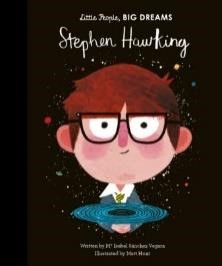 Little People, BIG DREAMS
Stephen Hawking
Written by Mª Isabel Sánchez Vegara
Illustrated by Matt Hunt